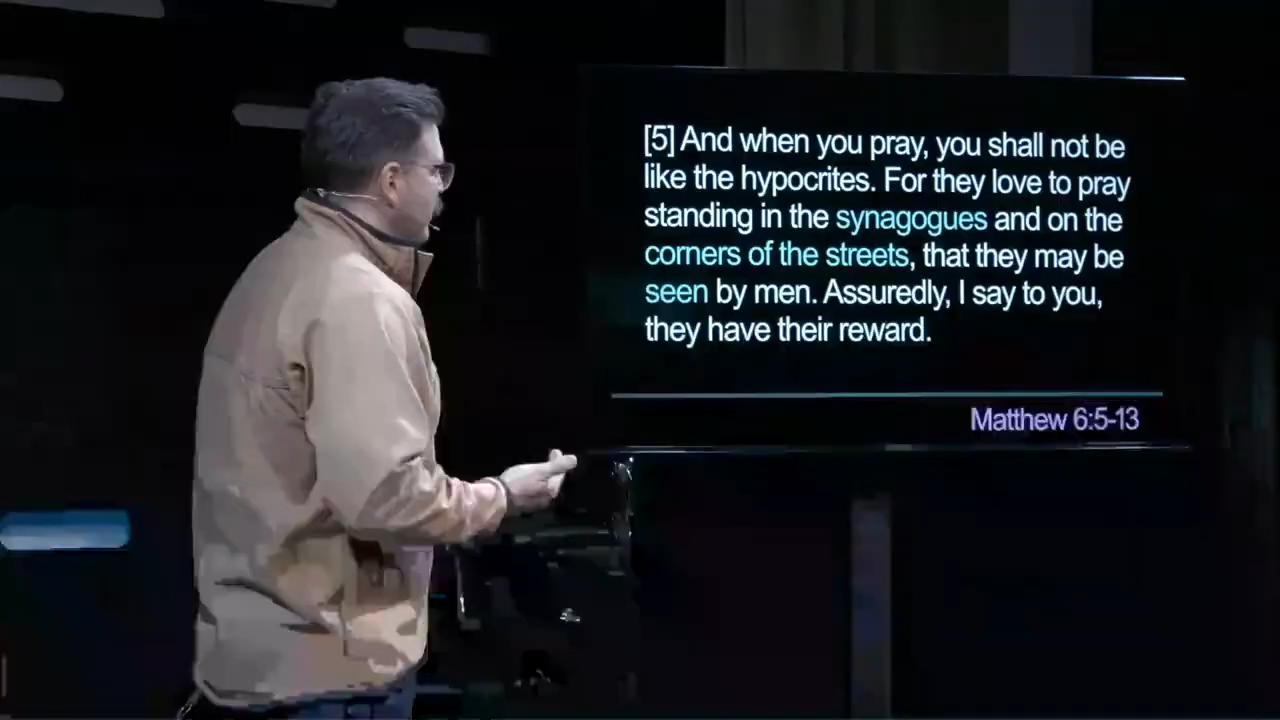 [5] And when you pray, you shall not be
like the hypocrites. For they love to pray
standing in the synagogues and on the
corners of the streets, that they may be
seen by men. Assuredly, I say to you,
they have their reward.
Matthew 6:5-13